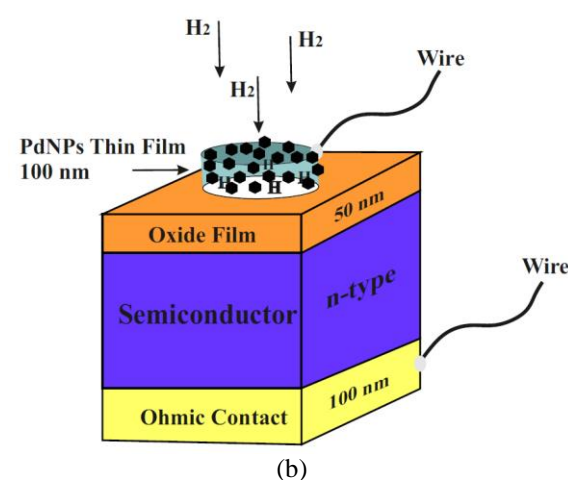 H2
H2
H2
Wire
PdNPs Thin Film
100 nm
H
H
H
H
Oxide Film
50 nm
Wire
Semiconductor
n-type
Ohmic Contact
100 nm
(b)